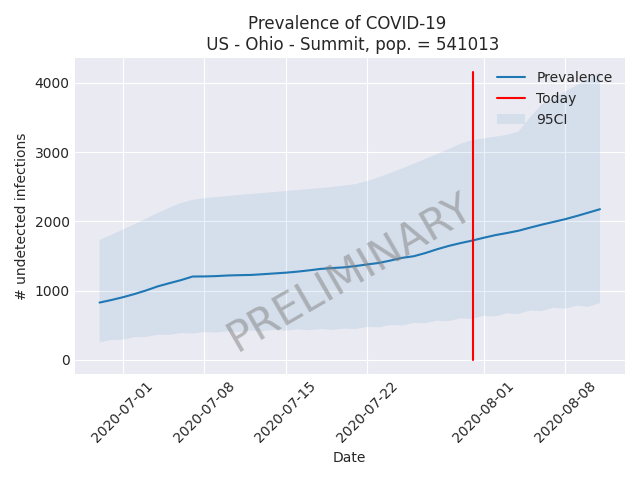 Prevalence of COVID-19
US - Ohio - Summit, pop. = 541013
Prevalence
Today
95CI
PRELIMINARY
# undetected infections
4000
3000
2000
1000
0
2020-07-01
2020-07-08
2020-07-15
2020-07-22
2020-08-01
2020-08-08
Date